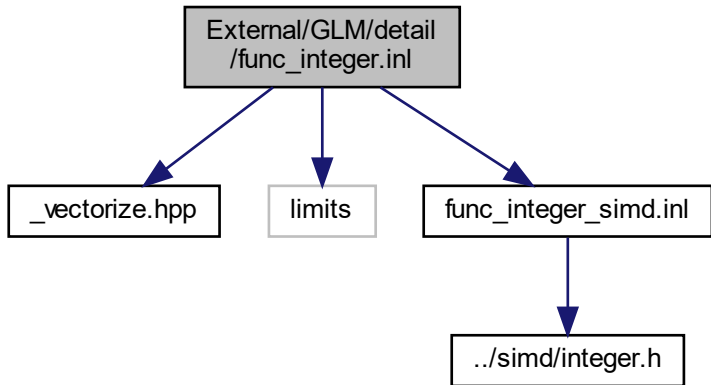 External/GLM/detail
/func_integer.inl
_vectorize.hpp
limits
func_integer_simd.inl
../simd/integer.h